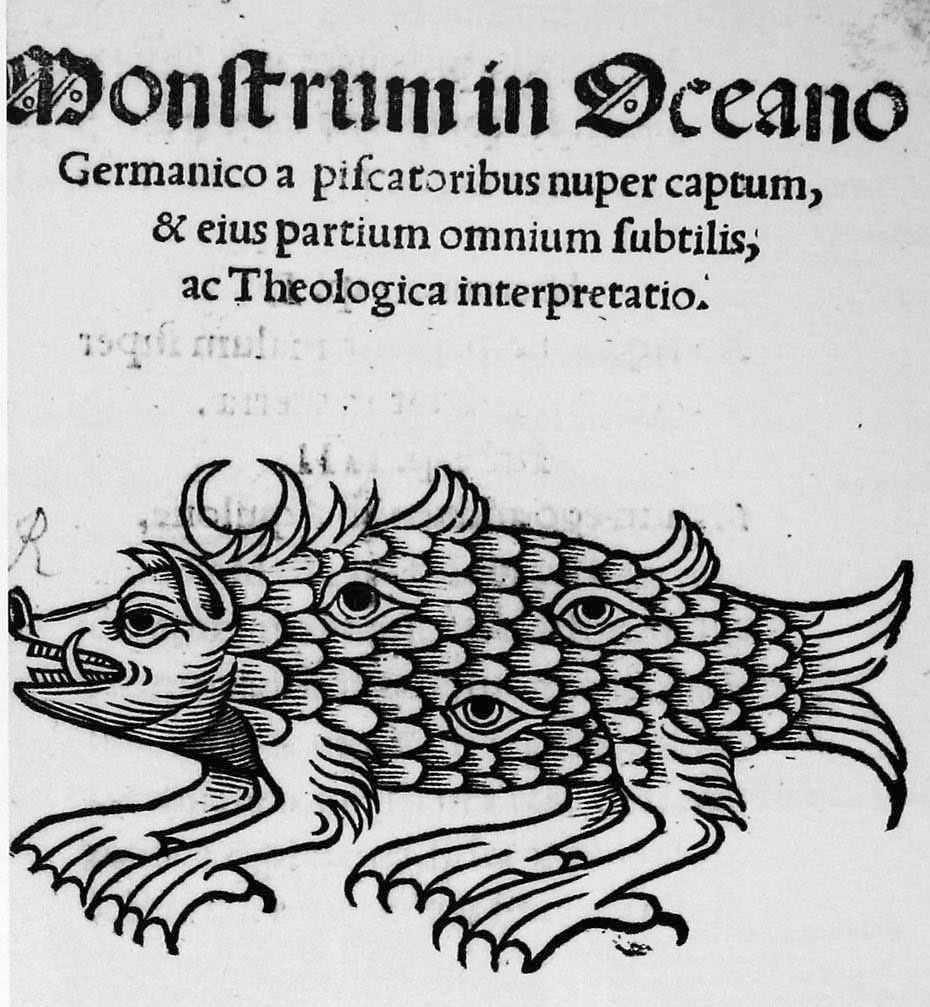 Monſtrum in Oceano
Germanico a piſcatoribus nuper captum,
& eius partium omnium ſubtilis,
ac Theologica interpretatio.
R